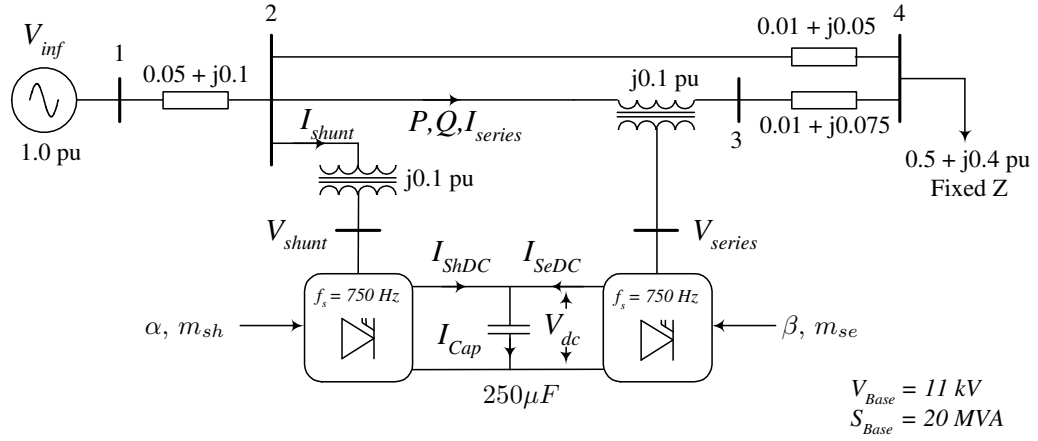 V_inf
1.0 pu
1
0.05 + j0.1
2
I_shunt
P,Q,I_series
j0.1 pu
j0.1 pu
3
0.01 + j0.05
0.01 + j0.075
4
0.5 + j0.4 pu
Fixed Z
V_shunt
V_series
I_ShDC
I_SeDC
f_s = 750 Hz
f_s = 750 Hz
α, m_sh
I_Cap
V_dc
β, m_se
250μF
V_Base = 11 kV
S_Base = 20 MVA